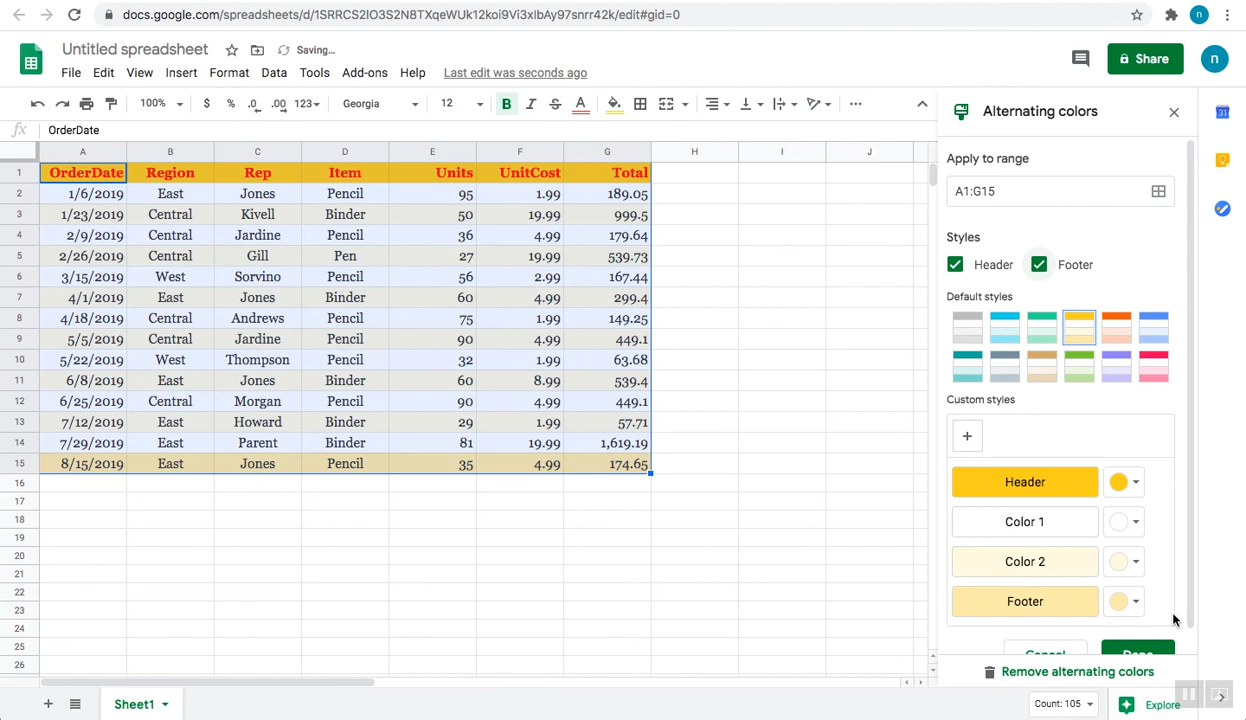 docs.google.com/spreadsheets/d/1SRRCS2IO3S2N8TXqeWUk12koi9Vi3xIbAy97snrr42k/edit#gid=0
n
Untitled spreadsheet
Saving...
File Edit View Insert Format Data Tools Add-ons Help Last edit was seconds ago
Share
n
100% $ % .0 .00 123 Georgia 12 B I S A
fx OrderDate
A B C D E F G H I J
1 OrderDate Region Rep Item Units UnitCost Total
2 1/6/2019 East Jones Pencil 95 1.99 189.05
3 1/23/2019 Central Kivell Binder 50 19.99 999.5
4 2/9/2019 Central Jardine Pencil 36 4.99 179.64
5 2/26/2019 Central Gill Pen 27 19.99 539.73
6 3/15/2019 West Sorvino Pencil 56 2.99 167.44
7 4/1/2019 East Jones Binder 60 4.99 299.4
8 4/18/2019 Central Andrews Pencil 75 1.99 149.25
9 5/5/2019 Central Jardine Pencil 90 4.99 449.1
10 5/22/2019 West Thompson Pencil 32 1.99 63.68
11 6/8/2019 East Jones Binder 60 8.99 539.4
12 6/25/2019 Central Morgan Pencil 90 4.99 449.1
13 7/12/2019 East Howard Binder 29 1.99 57.71
14 7/29/2019 East Parent Binder 81 19.99 1,619.19
15 8/15/2019 East Jones Pencil 35 4.99 174.65
16
17
18
19
20
21
22
23
24
25
26
Sheet1
Count: 105
Explore
Alternating colors
Apply to range
A1:G15
Styles
Header Footer
Default styles
Custom styles
+
Header
Color 1
Color 2
Footer
Cancel Done
Remove alternating colors
31